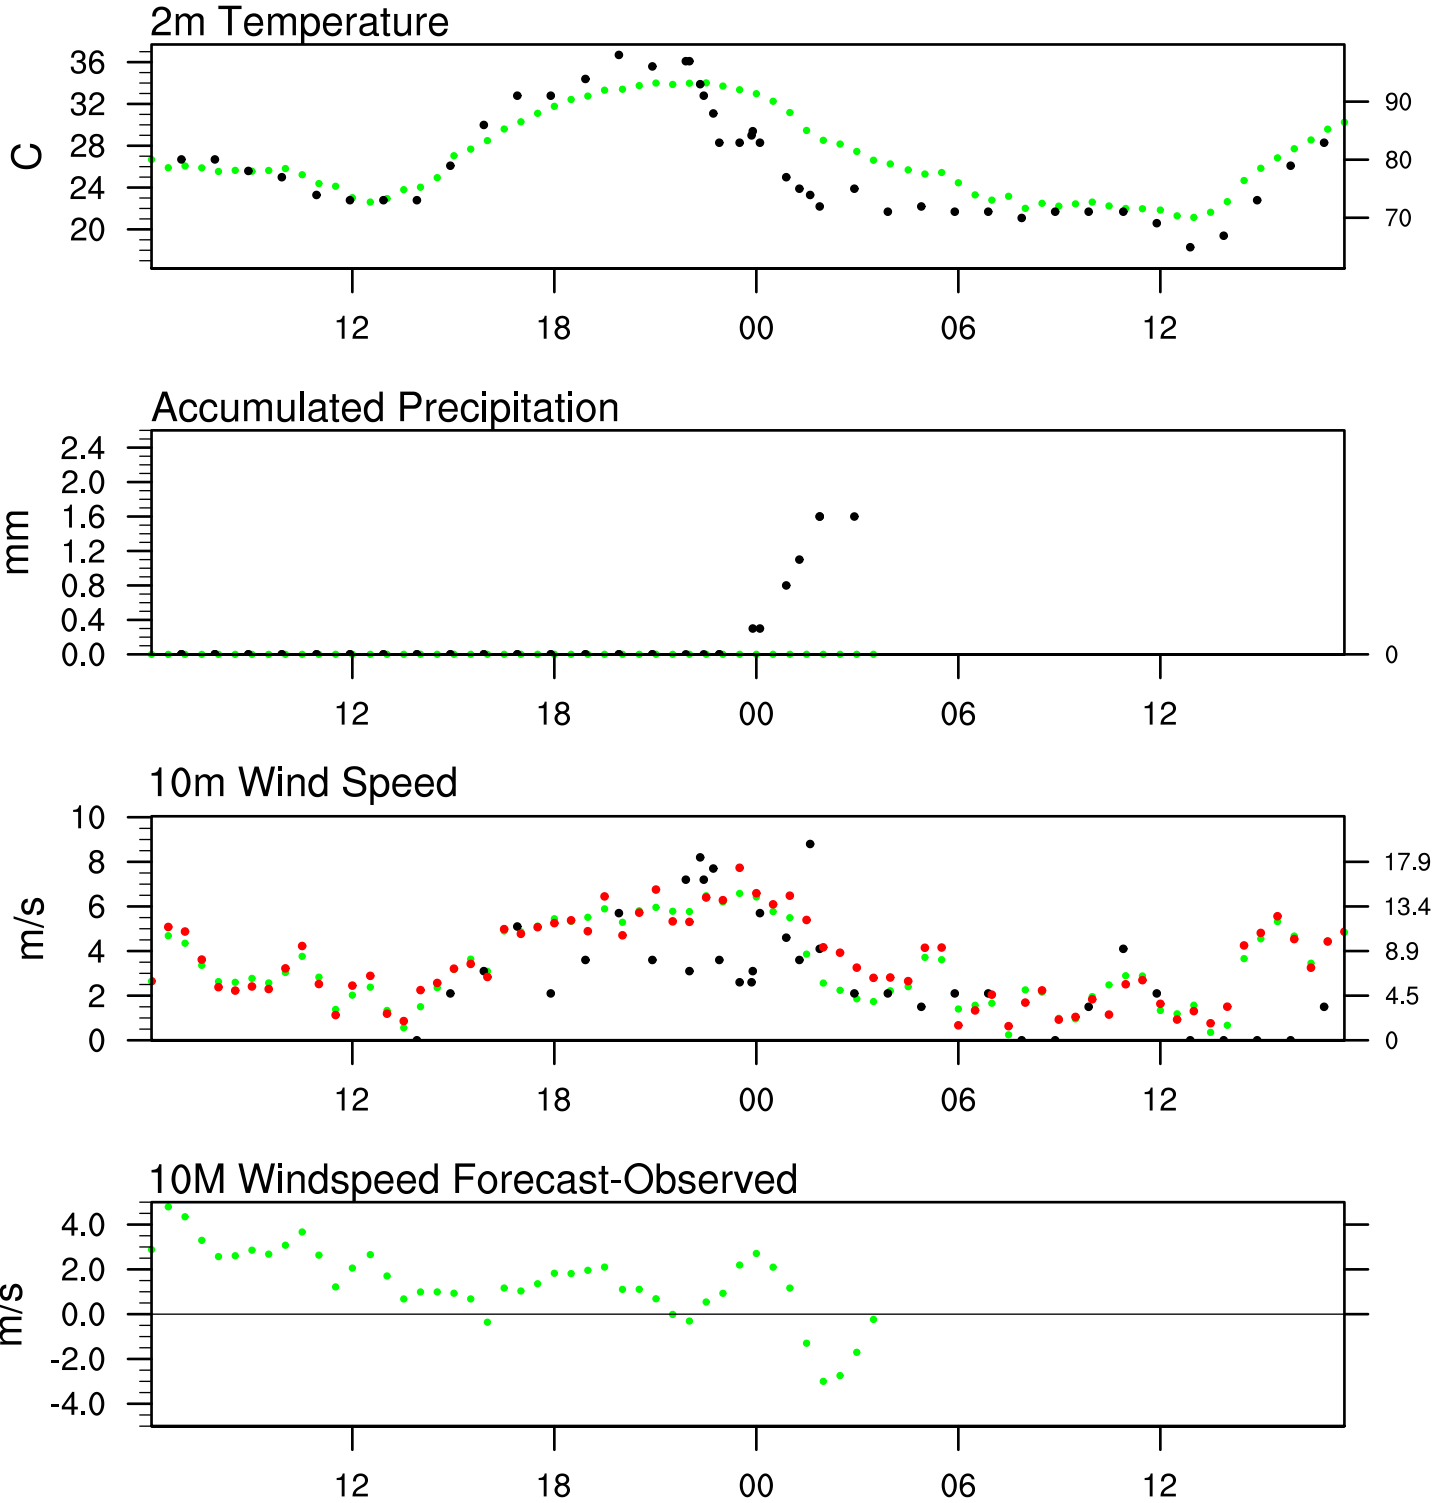 2m Temperature
36
32
28
24
20
C
90
80
70
12 18 00 06 12
Accumulated Precipitation
2.4
2.0
1.6
1.2
0.8
0.4
0.0
mm
0
12 18 00 06 12
10m Wind Speed
10
8
6
4
2
0
m/s
17.9
13.4
8.9
4.5
0
12 18 00 06 12
10M Windspeed Forecast-Observed
4.0
2.0
0.0
-2.0
-4.0
m/s
12 18 00 06 12